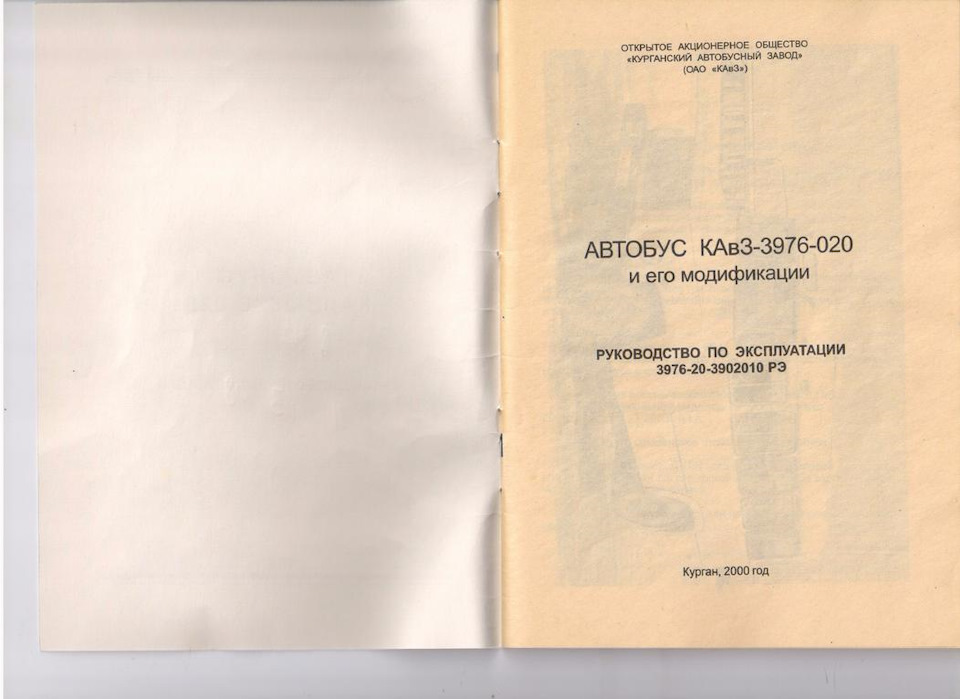 ОТКРЫТОЕ АКЦИОНЕРНОЕ ОБЩЕСТВО
«КУРГАНСКИЙ АВТОБУСНЫЙ ЗАВОД»
(ОАО «КАвЗ»)
АВТОБУС КАвЗ-3976-020
и его модификации
РУКОВОДСТВО ПО ЭКСПЛУАТАЦИИ
3976-20-3902010 РЭ
Курган, 2000 год